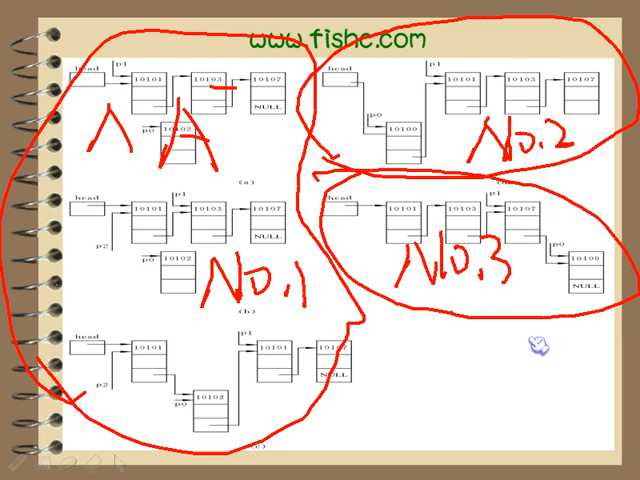 www.fishc.com
head
p1
10101
10103
10107
NULL
p0
10102
(a)
head
p1
10101
10103
10107
p0
10100
No.2
head
p1
10101
10103
10107
NULL
p2
p0
10102
No.1
(b)
head
p1
10101
10103
10107
p0
10109
NULL
No.3
head
p1
10101
10101
10107
NULL
p2
p0
10102
(c)